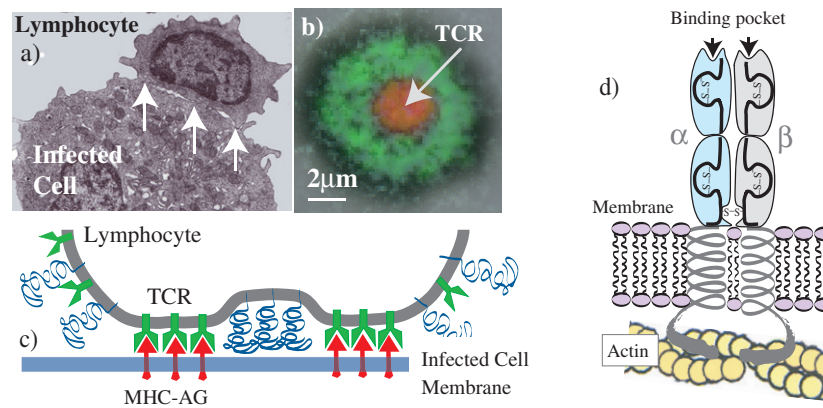 Lymphocyte
a)
Infected
Cell
b)
TCR
2μm
Lymphocyte
TCR
c)
MHC-AG
Infected Cell
Membrane
d)
Binding pocket
S-S
S-S
α
β
S-S
S-S
S-S
Membrane
Actin